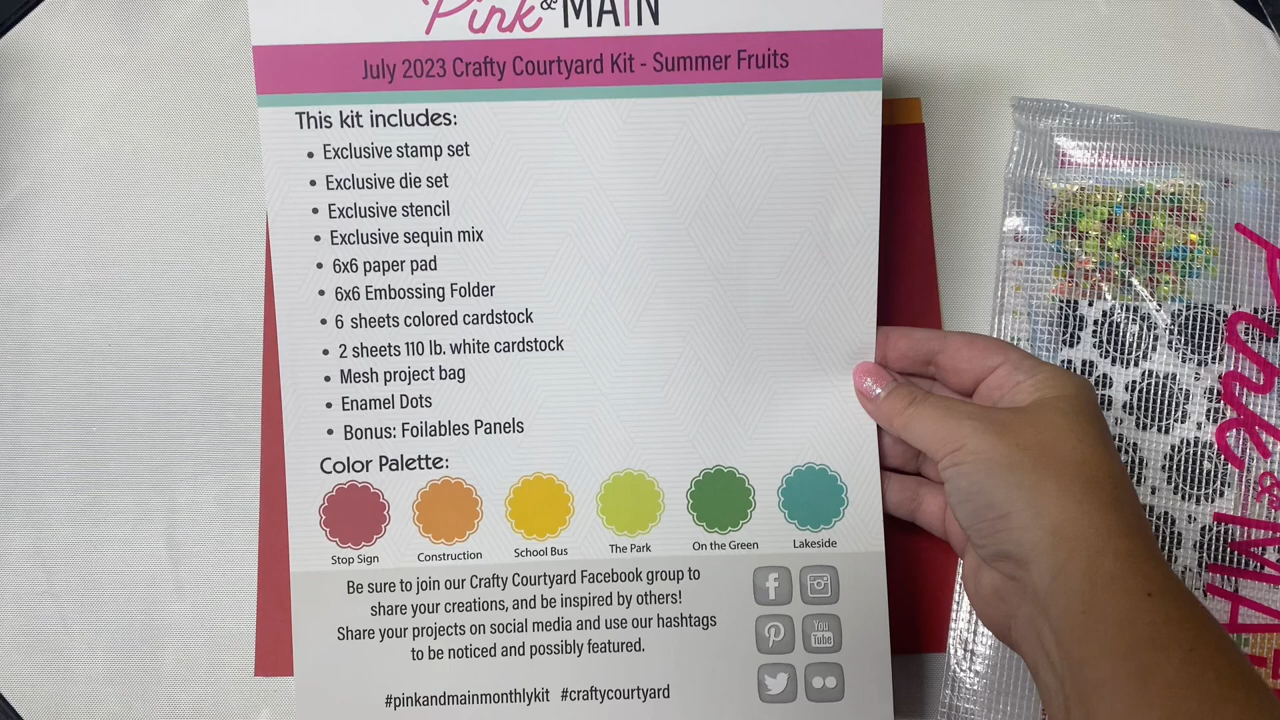 Pink & MAIN
July 2023 Crafty Courtyard Kit - Summer Fruits
This kit includes:
• Exclusive stamp set
• Exclusive die set
• Exclusive stencil
• Exclusive sequin mix
• 6x6 paper pad
• 6x6 Embossing Folder
• 6 sheets colored cardstock
• 2 sheets 110 lb. white cardstock
• Mesh project bag
• Enamel Dots
• Bonus: Foilables Panels
Color Palette:
Stop Sign
Construction
School Bus
The Park
On the Green
Lakeside
Be sure to join our Crafty Courtyard Facebook group to
share your creations, and be inspired by others!
Share your projects on social media and use our hashtags
to be noticed and possibly featured.
#pinkandmainmonthlykit #craftycourtyard
f
You
Tube
Pink & MAI